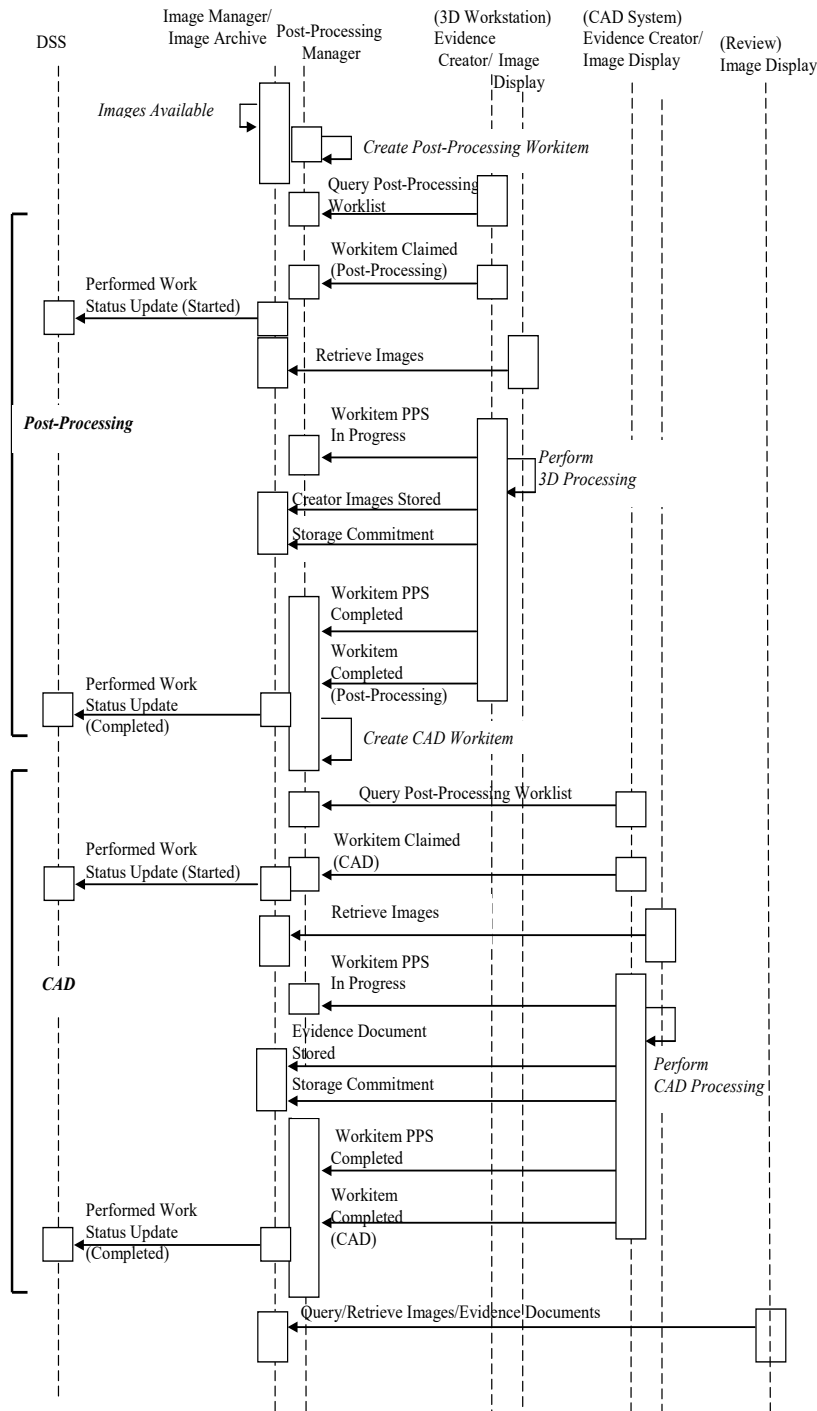 DSS
Image Manager/
Image Archive
Post-Processing
Manager
(3D Workstation)
Evidence
Creator/ Image
Display
(CAD System)
Evidence Creator/
Image Display
(Review)
Image Display
Images Available
Create Post-Processing Workitem
Query Post-Processing
Worklist
Workitem Claimed
(Post-Processing)
Performed Work
Status Update (Started)
Retrieve Images
Post-Processing
Workitem PPS
In Progress
Perform
3D Processing
Creator Images Stored
Storage Commitment
Workitem PPS
Completed
Workitem
Completed
(Post-Processing)
Performed Work
Status Update
(Completed)
Create CAD Workitem
Query Post-Processing Worklist
Workitem Claimed
(CAD)
Performed Work
Status Update (Started)
Retrieve Images
Workitem PPS
In Progress
CAD
Evidence Document
Stored
Perform
CAD Processing
Storage Commitment
Workitem PPS
Completed
Workitem
Completed
(CAD)
Performed Work
Status Update
(Completed)
Query/Retrieve Images/Evidence Documents